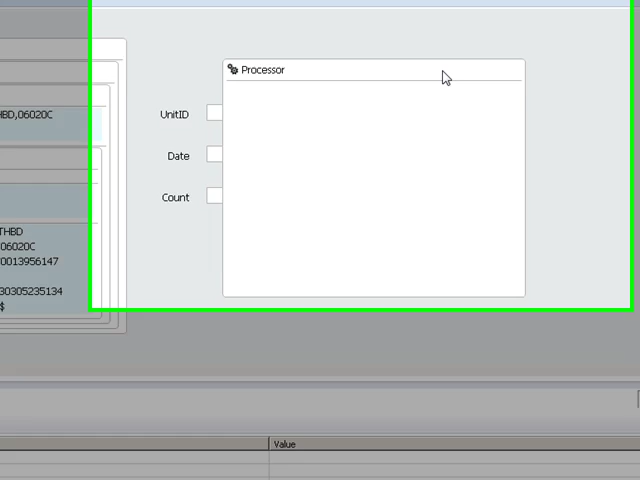 Processor
HBD,06020C
UnitID
Date
Count
THBD
06020C
0013956147
30305235134
$
Value